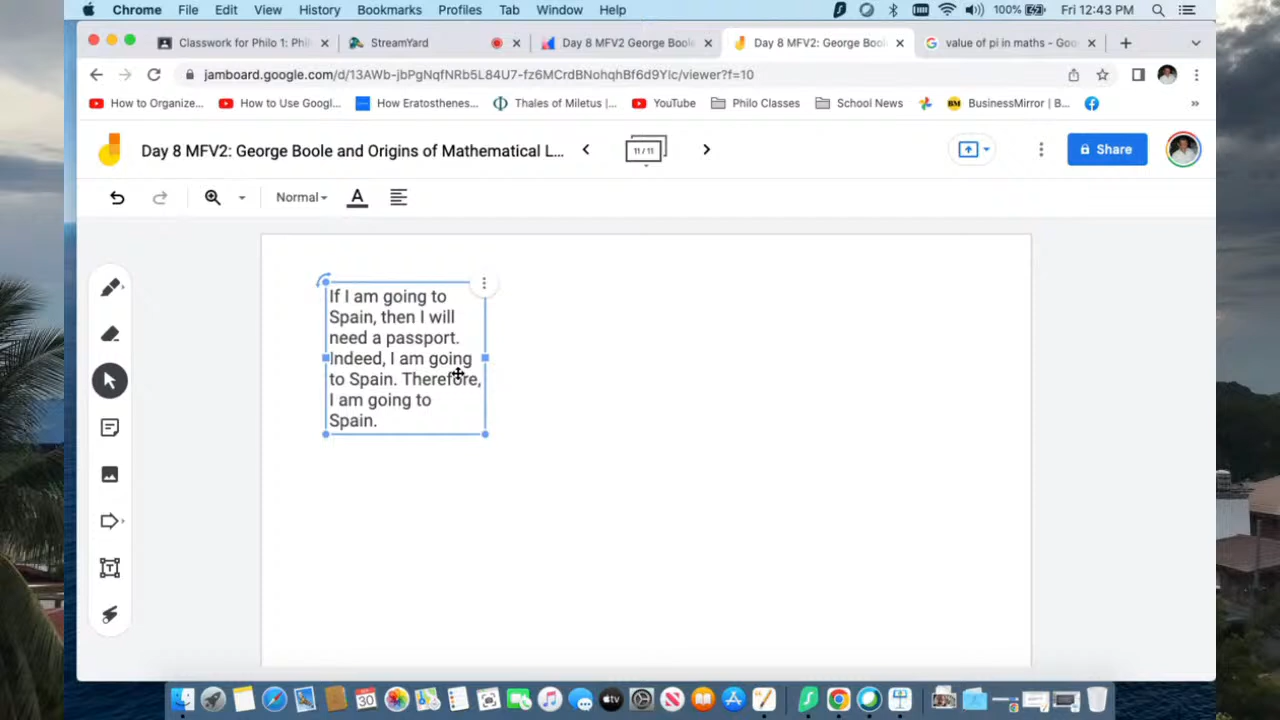 Chrome File Edit View History Bookmarks Profiles Tab Window Help 100% Fri 12:43 PM
Classwork for Philo 1: Phil × StreamYard × Day 8 MFV2 George Boole × Day 8 MFV2: George Bool × value of pi in maths - Goo × +
jamboard.google.com/d/13AWb-jbPgNqfNRb5L84U7-fz6MCrdBNohqhBf6d9YIc/viewer?f=10
How to Organize... How to Use Googl... How Eratosthenes... Thales of Miletus |... YouTube Philo Classes School News BM BusinessMirror | B... »
Day 8 MFV2: George Boole and Origins of Mathematical L... 11 / 11 Share
Normal A
If I am going to
Spain, then I will
need a passport.
Indeed, I am going
to Spain. Therefore,
I am going to
Spain.
T
30